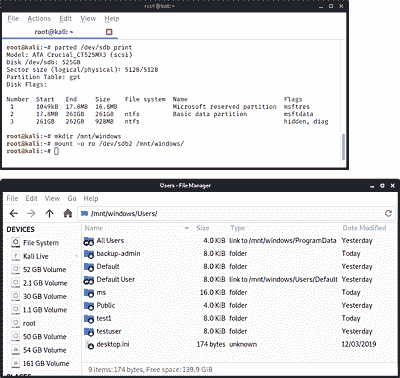 root@kali: ~
File Actions Edit View Help
root@kali: ~
root@kali:~# parted /dev/sdb print
Model: ATA Crucial_CT525MX3 (scsi)
Disk /dev/sdb: 525GB
Sector size (logical/physical): 512B/512B
Partition Table: gpt
Disk Flags:
Number Start End Size File system Name Flags
1 1049kB 17.8MB 16.8MB Microsoft reserved partition msftres
2 17.8MB 261GB 261GB ntfs Basic data partition msftdata
3 261GB 262GB 928MB ntfs hidden, diag
root@kali:~# mkdir /mnt/windows
root@kali:~# mount -o ro /dev/sdb2 /mnt/windows/
root@kali:~#
Users - File Manager
File Edit View Go Help
/mnt/windows/Users/
DEVICES Name Size Type Date Modified
File System All Users 4.0 KiB link to /mnt/windows/ProgramData Yesterday
Kali Live backup-admin 8.0 KiB folder Today
52 GB Volume Default 8.0 KiB folder Yesterday
2.1 GB Volume Default User 8.0 KiB link to /mnt/windows/Users/Default Yesterday
30 GB Volume ms 16.0 KiB folder Today
1.1 GB Volume Public 4.0 KiB folder Yesterday
root test1 8.0 KiB folder Today
50 GB Volume testuser 8.0 KiB folder Yesterday
54 GB Volume desktop.ini 174 bytes unknown 12/03/2019
161 GB Volume
PLACES
9 items: 174 bytes, Free space: 139.9 GiB